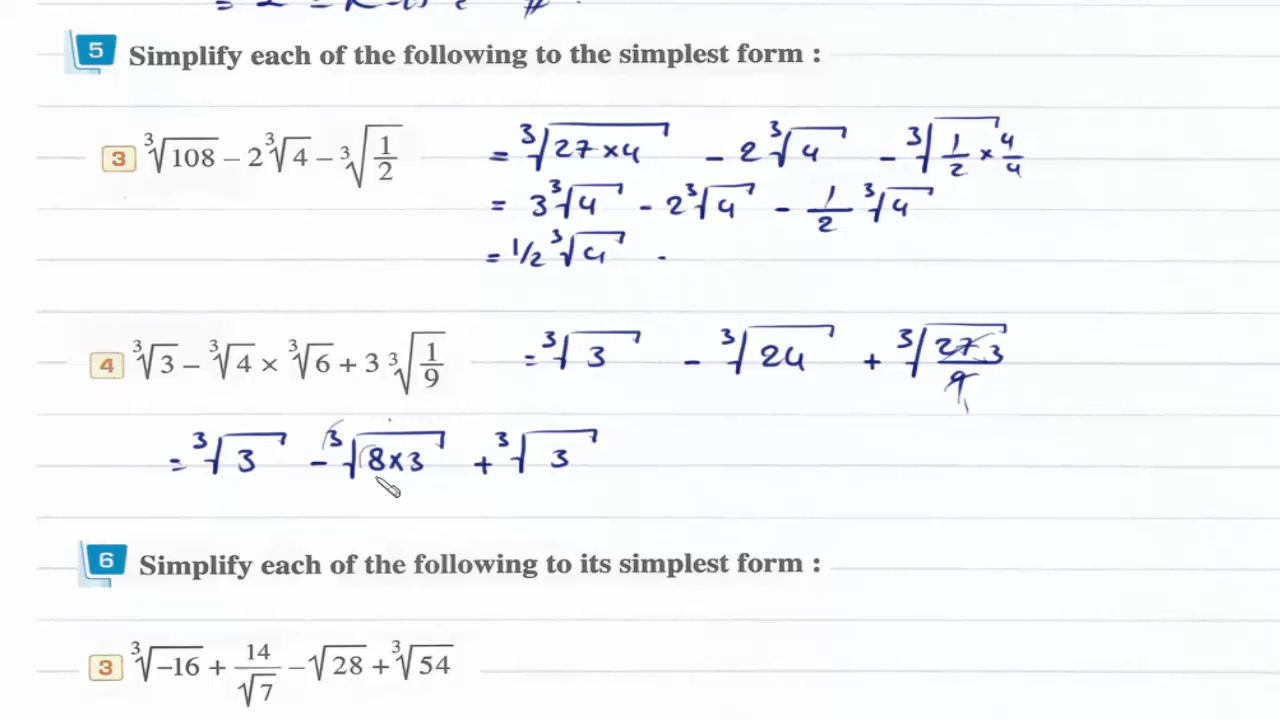 5 Simplify each of the following to the simplest form :
3 ∛108 – 2∛4 – ∛(1/2) = ∛(27×4) - 2∛4 - ∛(1/2 × 4/4)
= 3∛4 - 2∛4 - 1/2 ∛4
= 1/2 ∛4 .
4 ∛3 – ∛4 × ∛6 + 3∛(1/9) = ∛3 - ∛24 + ∛(27 3/9 1)
= ∛3 - ∛(8×3) + ∛3
6 Simplify each of the following to its simplest form :
3 ∛–16 + 14/√7 – √28 + ∛54